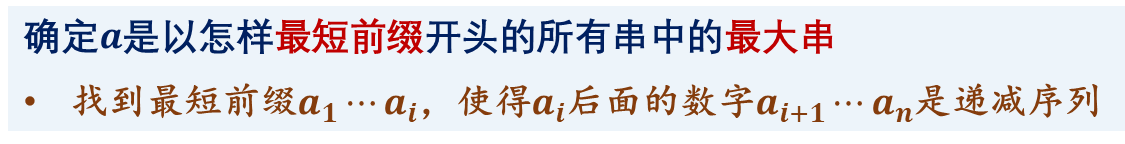 确定a是以怎样最短前缀开头的所有串中的最大串
• 找到最短前缀a₁⋯aᵢ，使得aᵢ后面的数字aᵢ₊₁⋯aₙ是递减序列